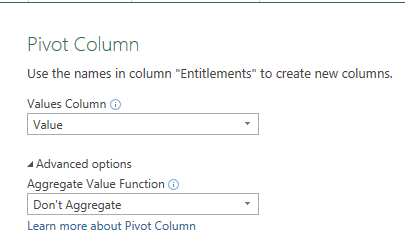 Pivot Column
Use the names in column "Entitlements" to create new columns.
Values Column
Value
Advanced options
Aggregate Value Function
Don't Aggregate
Learn more about Pivot Column